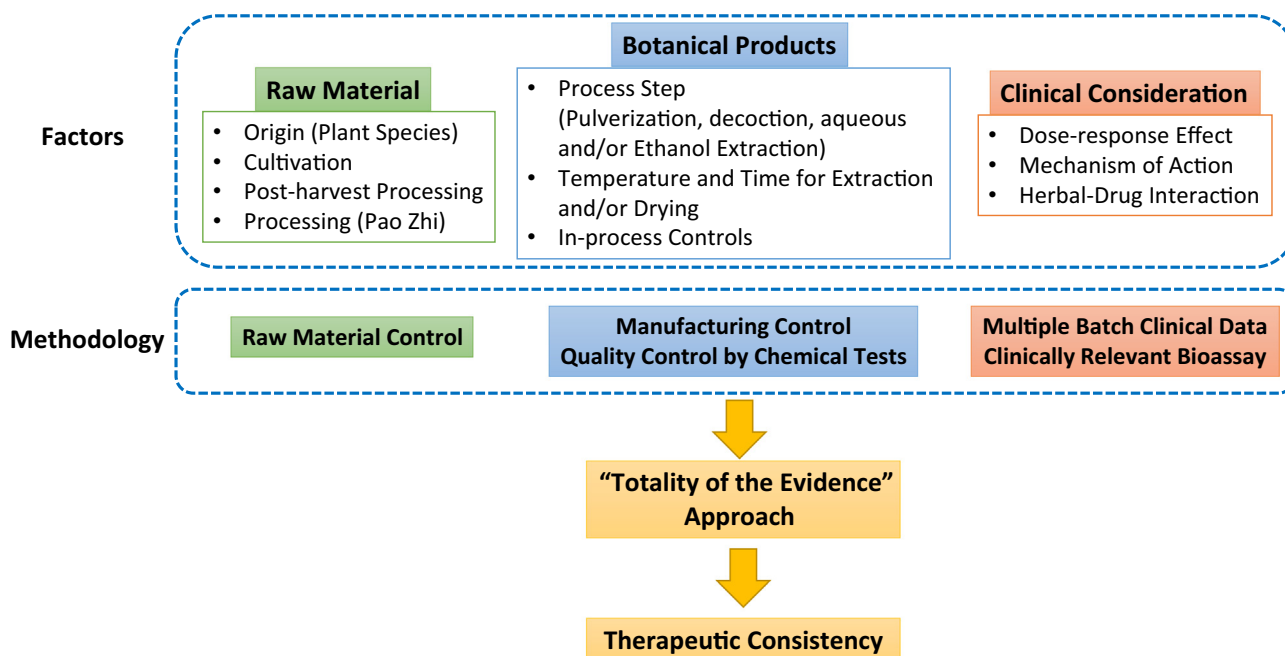 Factors
Raw Material
• Origin (Plant Species)
• Cultivation
• Post-harvest Processing
• Processing (Pao Zhi)
Botanical Products
• Process Step
(Pulverization, decoction, aqueous
and/or Ethanol Extraction)
• Temperature and Time for Extraction
and/or Drying
• In-process Controls
Clinical Consideration
• Dose-response Effect
• Mechanism of Action
• Herbal-Drug Interaction
Methodology
Raw Material Control
Manufacturing Control
Quality Control by Chemical Tests
Multiple Batch Clinical Data
Clinically Relevant Bioassay
“Totality of the Evidence”
Approach
Therapeutic Consistency